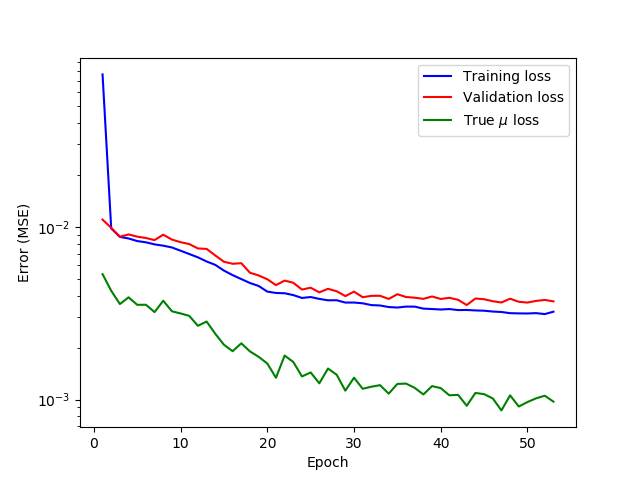 Training loss
Validation loss
True μ loss
10⁻²
10⁻³
Error (MSE)
0 10 20 30 40 50
Epoch